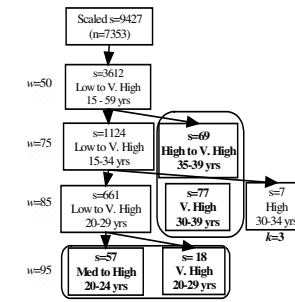 Scaled s=9427
(n=7353)
w=50
s=3612
Low to V. High
15 - 59 yrs
w=75
s=1124
Low to V. High
15-34 yrs
s=69
High to V. High
35-39 yrs
w=85
s=661
Low to V. High
20-29 yrs
s=77
V. High
30-39 yrs
s=7
High
30-34 yrs
k=3
w=95
s=57
Med to High
20-24 yrs
s= 18
V. High
20-29 yrs